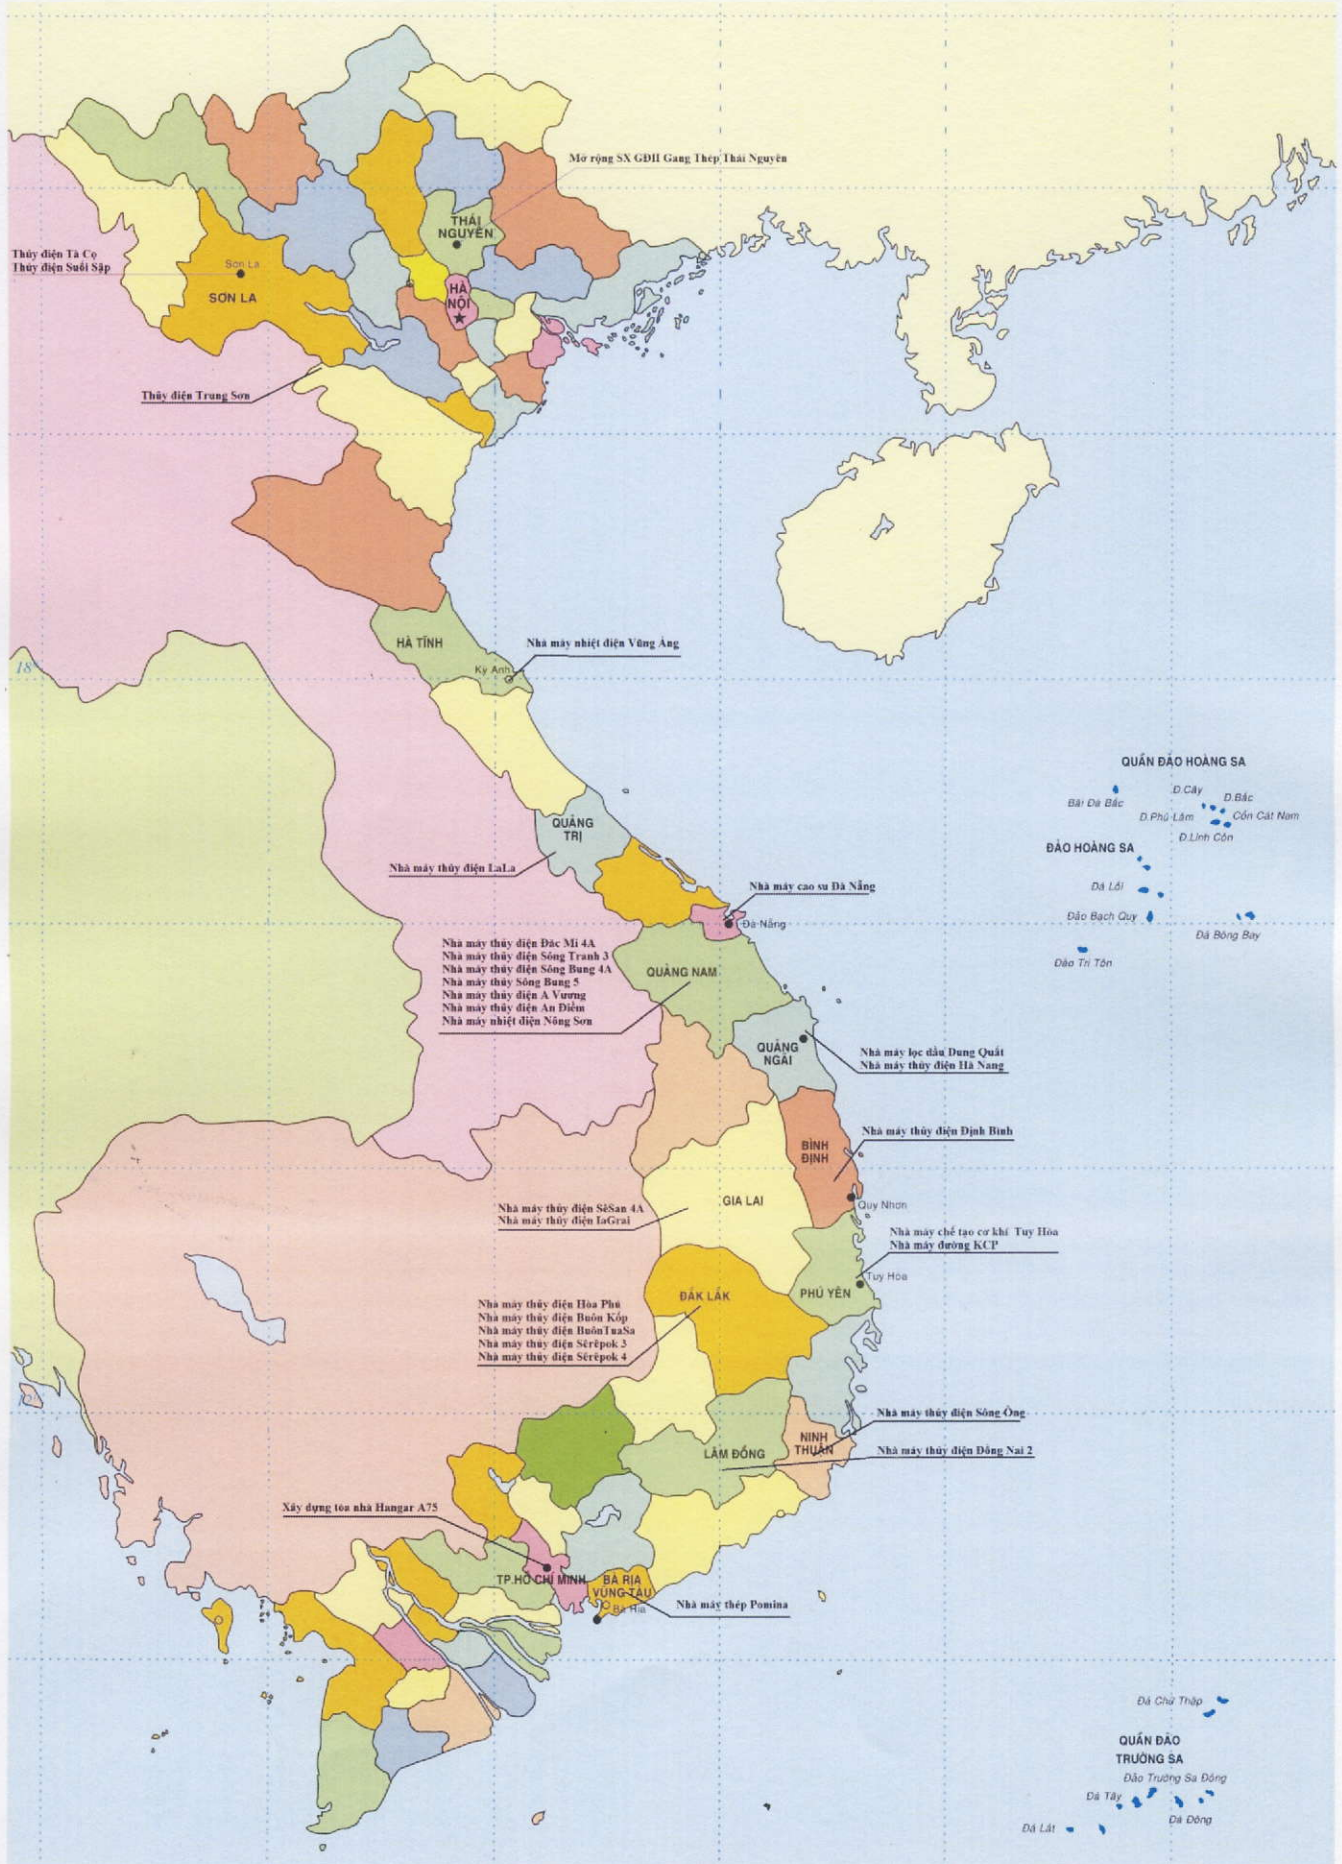 Mở rộng SX GĐII Gang Thép Thái Nguyên
THÁI
NGUYÊN
Thủy điện Tà Cọ
Thủy điện Suối Sập
Sơn La
SƠN LA
HÀ
NỘI
Thủy điện Trung Sơn
HÀ TĨNH
Nhà máy nhiệt điện Vũng Áng
Kỳ Anh
18°
QUẦN ĐẢO HOÀNG SA
Bãi Đá Bắc
Đ.Cây
Đ.Bắc
Đ.Phú Lâm
Cồn Cát Nam
Đ.Linh Côn
QUẢNG
TRỊ
ĐẢO HOÀNG SA
Nhà máy thủy điện LaLa
Nhà máy cao su Đà Nẵng
Đá Lồi
Đảo Bạch Quy
Đà Nẵng
Đá Bông Bay
Đảo Tri Tôn
Nhà máy thủy điện Đăc Mi 4A
Nhà máy thủy điện Sông Tranh 3
Nhà máy thủy điện Sông Bung 4A
Nhà máy thủy Sông Bung 5
Nhà máy thủy điện A Vương
Nhà máy thủy điện An Điềm
Nhà máy nhiệt điện Nông Sơn
QUẢNG NAM
QUẢNG
NGÃI
Nhà máy lọc dầu Dung Quất
Nhà máy thủy điện Hà Nang
Nhà máy thủy điện Định Bình
BÌNH
ĐỊNH
GIA LAI
Nhà máy thủy điện SêSan 4A
Nhà máy thủy điện IaGrai
Quy Nhơn
Nhà máy chế tạo cơ khí Tuy Hòa
Nhà máy đường KCP
Tuy Hòa
PHÚ YÊN
ĐẮK LẮK
Nhà máy thủy điện Hòa Phú
Nhà máy thủy điện Buôn Kốp
Nhà máy thủy điện BuônTuaSa
Nhà máy thủy điện Sêrêpok 3
Nhà máy thủy điện Sêrêpok 4
12°
Nhà máy thủy điện Sông Ông
NINH
THUẬN
LÂM ĐỒNG
Nhà máy thủy điện Đồng Nai 2
Xây dựng tòa nhà Hangar A75
TP.HỒ CHÍ MINH
BÀ RỊA
VŨNG TÀU
Bà Rịa
Nhà máy thép Pomina
Đá Chữ Thập
QUẦN ĐẢO
TRƯỜNG SA
Đảo Trường Sa Đông
Đá Tây
Đá Đông
Đá Lát